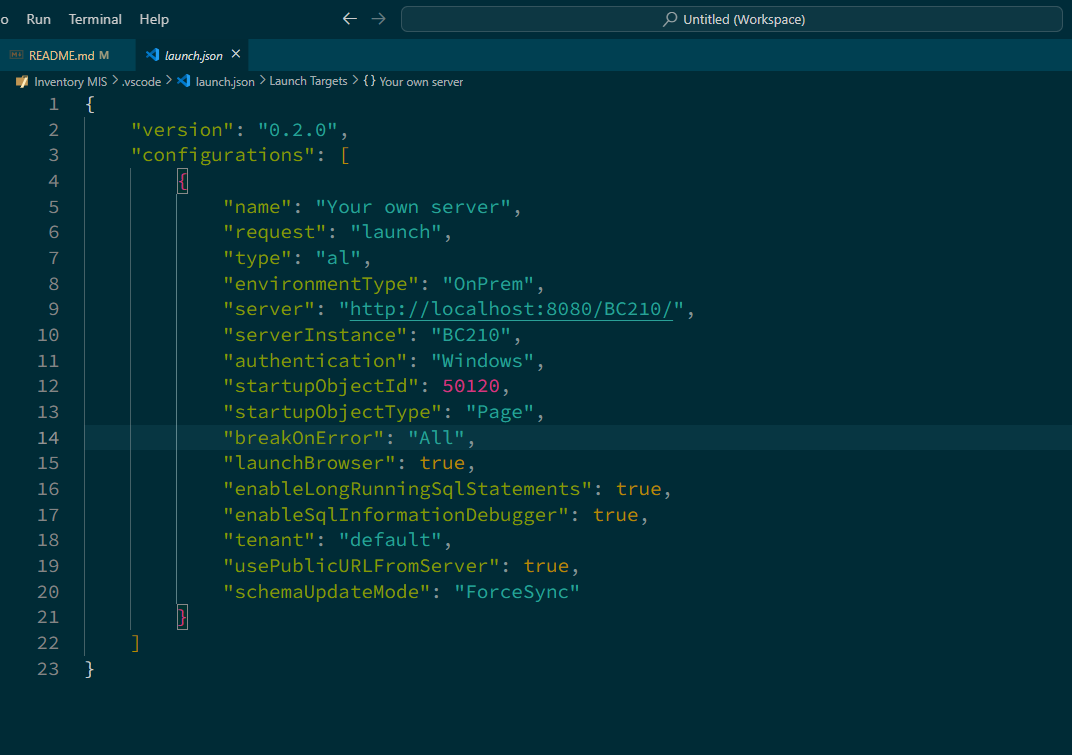 o Run Terminal Help Untitled (Workspace)
README.md M launch.json
Inventory MIS > .vscode > launch.json > Launch Targets > {} Your own server
1 {
2 "version": "0.2.0",
3 "configurations": [
4 {
5 "name": "Your own server",
6 "request": "launch",
7 "type": "al",
8 "environmentType": "OnPrem",
9 "server": "http://localhost:8080/BC210/",
10 "serverInstance": "BC210",
11 "authentication": "Windows",
12 "startupObjectId": 50120,
13 "startupObjectType": "Page",
14 "breakOnError": "All",
15 "launchBrowser": true,
16 "enableLongRunningSqlStatements": true,
17 "enableSqlInformationDebugger": true,
18 "tenant": "default",
19 "usePublicURLFromServer": true,
20 "schemaUpdateMode": "ForceSync"
21 }
22 ]
23 }